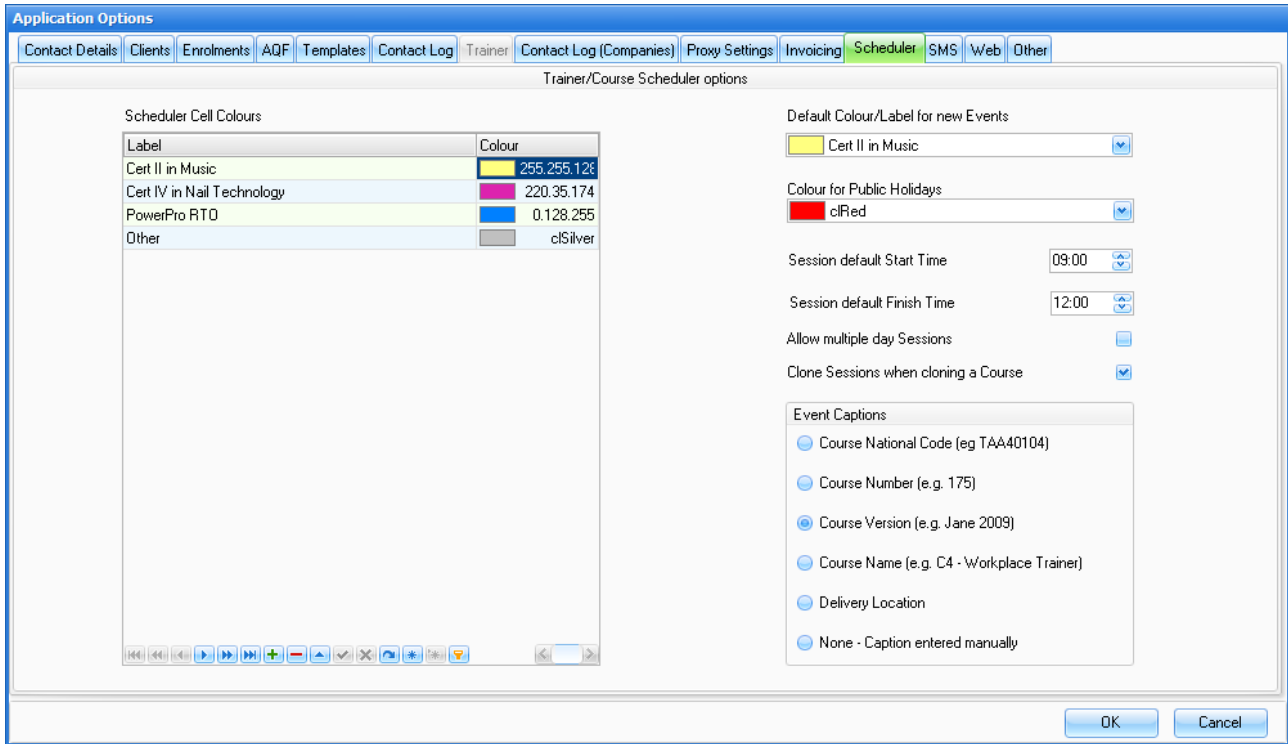 Application Options
Contact Details Clients Enrolments AQF Templates Contact Log Trainer Contact Log (Companies) Proxy Settings Invoicing Scheduler SMS Web Other
Trainer/Course Scheduler options
Scheduler Cell Colours
Label Colour
Cert II in Music 255.255.128
Cert IV in Nail Technology 220.35.174
PowerPro RTO 0.128.255
Other clSilver
Default Colour/Label for new Events
Cert II in Music
Colour for Public Holidays
clRed
Session default Start Time 09:00
Session default Finish Time 12:00
Allow multiple day Sessions
Clone Sessions when cloning a Course
Event Captions
Course National Code (eg TAA40104)
Course Number (e.g. 175)
Course Version (e.g. Jane 2009)
Course Name (e.g. C4 - Workplace Trainer)
Delivery Location
None - Caption entered manually
OK Cancel